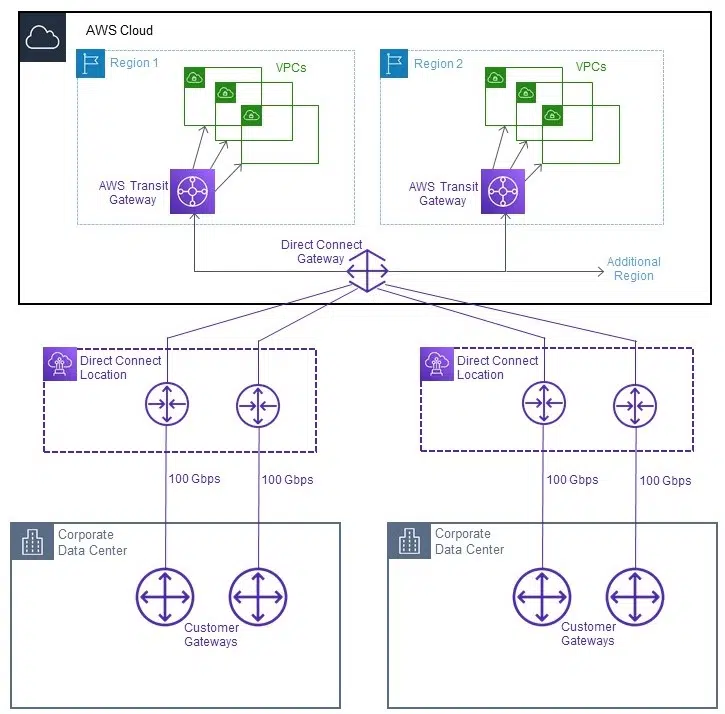 AWS Cloud
Region 1
VPCs
AWS Transit
Gateway
Region 2
VPCs
AWS Transit
Gateway
Direct Connect
Gateway
Additional
Region
Direct Connect
Location
Direct Connect
Location
100 Gbps
100 Gbps
100 Gbps
100 Gbps
Corporate
Data Center
Customer
Gateways
Corporate
Data Center
Customer
Gateways